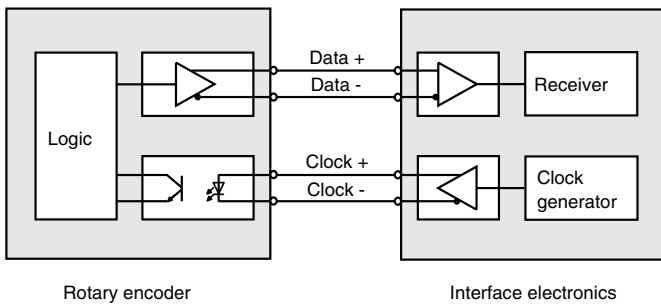 Data +
Data -
Receiver
Logic
Clock +
Clock -
Clock
generator
Rotary encoder
Interface electronics